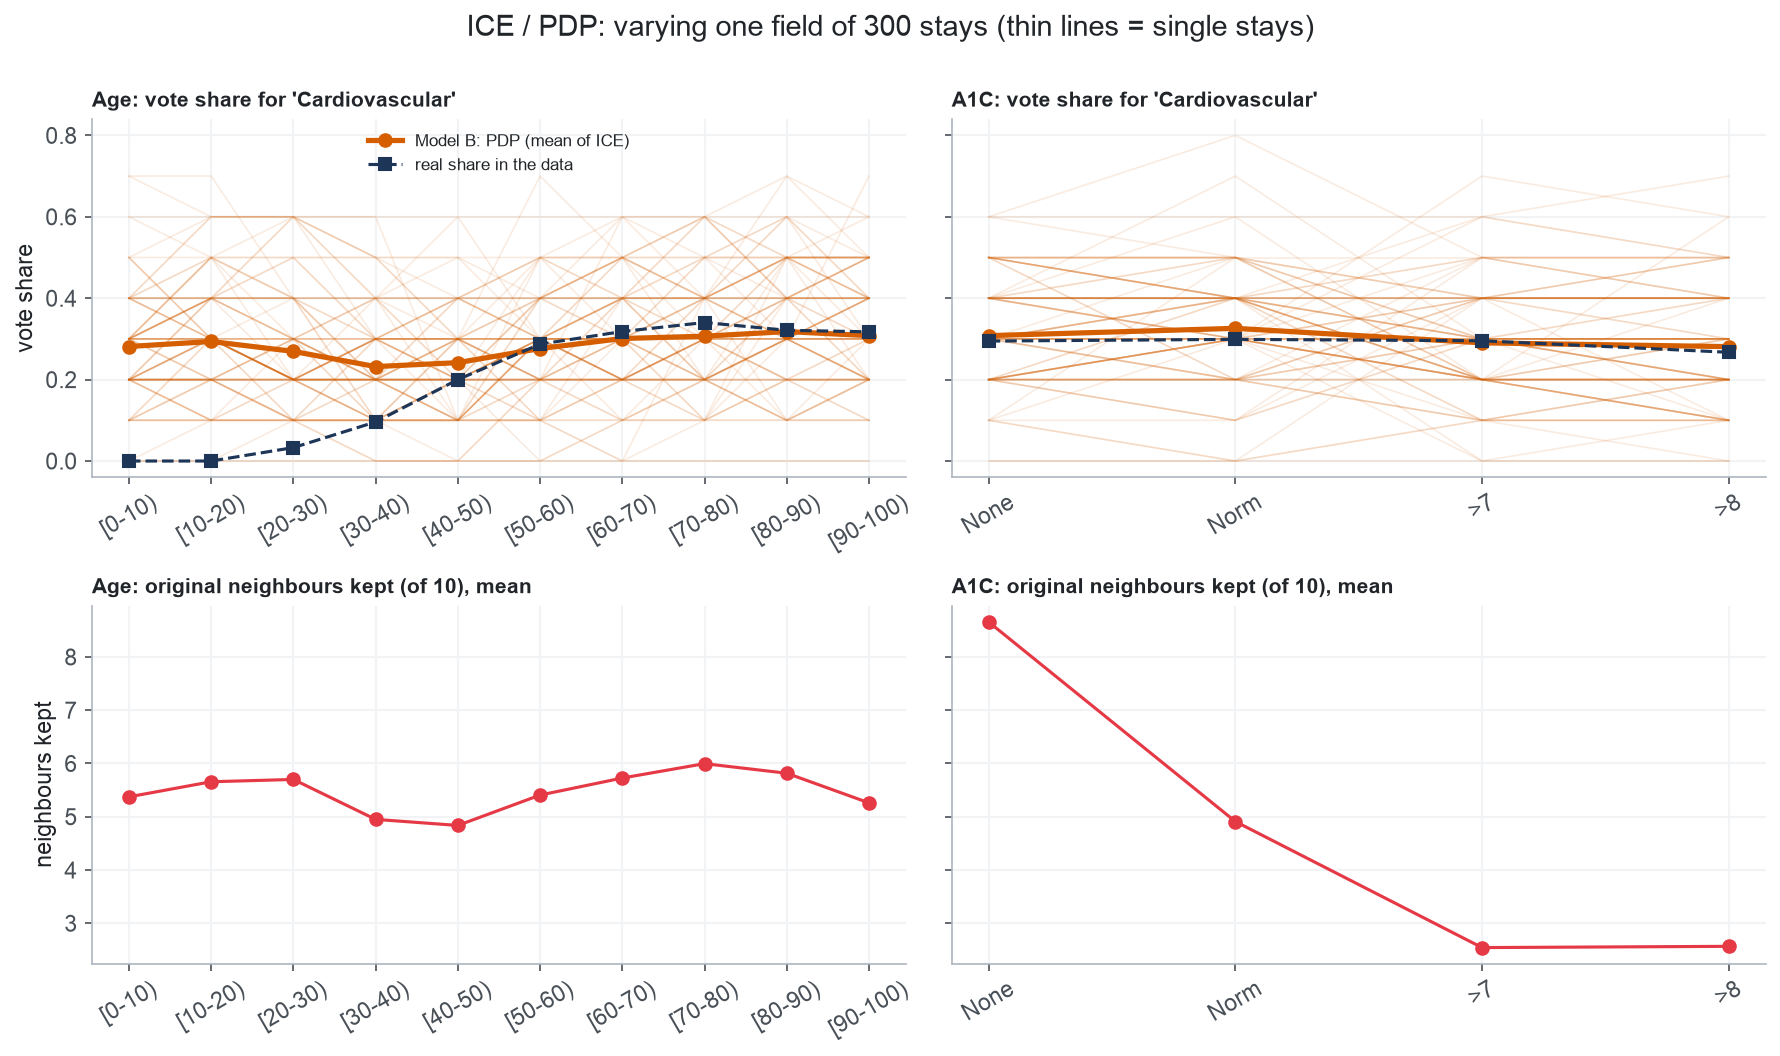 ICE / PDP: varying one field of 300 stays (thin lines = single stays)
Age: vote share for 'Cardiovascular'
vote share
0.8
0.6
0.4
0.2
0.0
Model B: PDP (mean of ICE)
real share in the data
[0-10)
[10-20)
[20-30)
[30-40)
[40-50)
[50-60)
[60-70)
[70-80)
[80-90)
[90-100)
A1C: vote share for 'Cardiovascular'
None
Norm
>7
>8
Age: original neighbours kept (of 10), mean
neighbours kept
8
7
6
5
4
3
[0-10)
[10-20)
[20-30)
[30-40)
[40-50)
[50-60)
[60-70)
[70-80)
[80-90)
[90-100)
A1C: original neighbours kept (of 10), mean
None
Norm
>7
>8